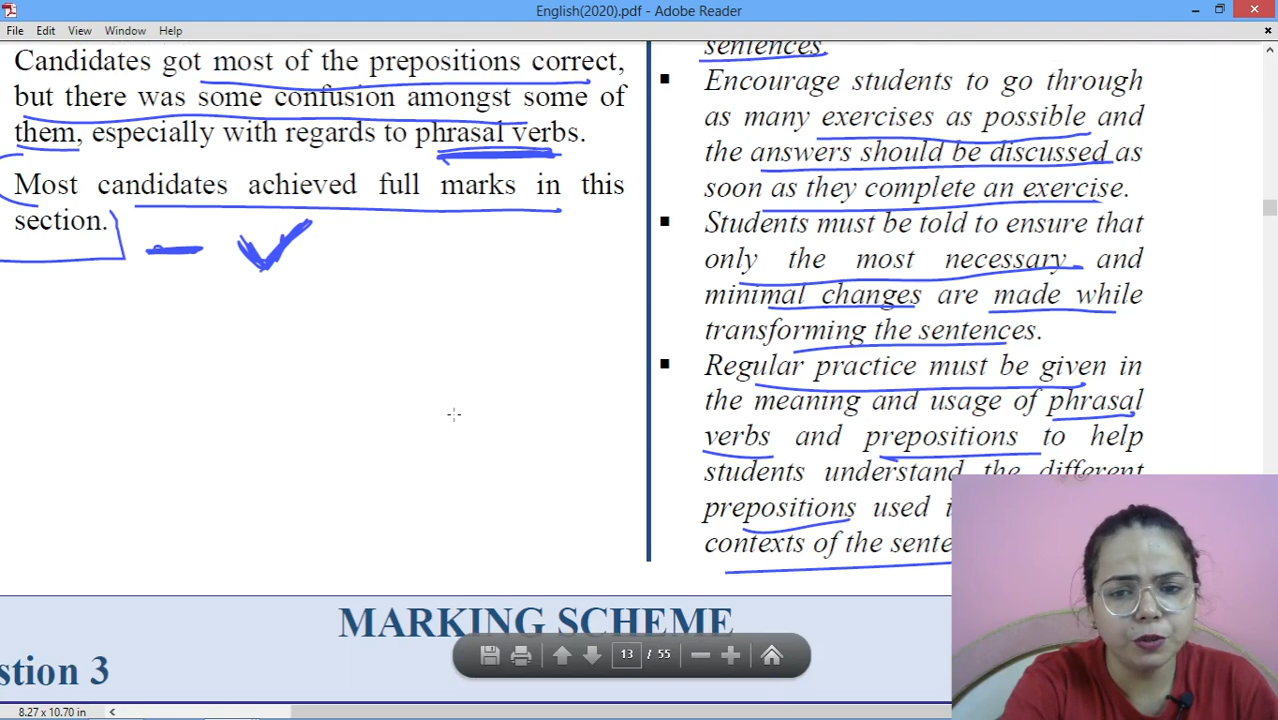 English(2020).pdf - Adobe Reader
File Edit View Window Help
Candidates got most of the prepositions correct,
but there was some confusion amongst some of
them, especially with regards to phrasal verbs.
Most candidates achieved full marks in this
section.
sentences.
Encourage students to go through
as many exercises as possible and
the answers should be discussed as
soon as they complete an exercise.
Students must be told to ensure that
only the most necessary and
minimal changes are made while
transforming the sentences.
Regular practice must be given in
the meaning and usage of phrasal
verbs and prepositions to help
students understand the different
prepositions used
contexts of the
MARKING SCHEME
stion 3
13 / 55
8.27 x 10.70 in